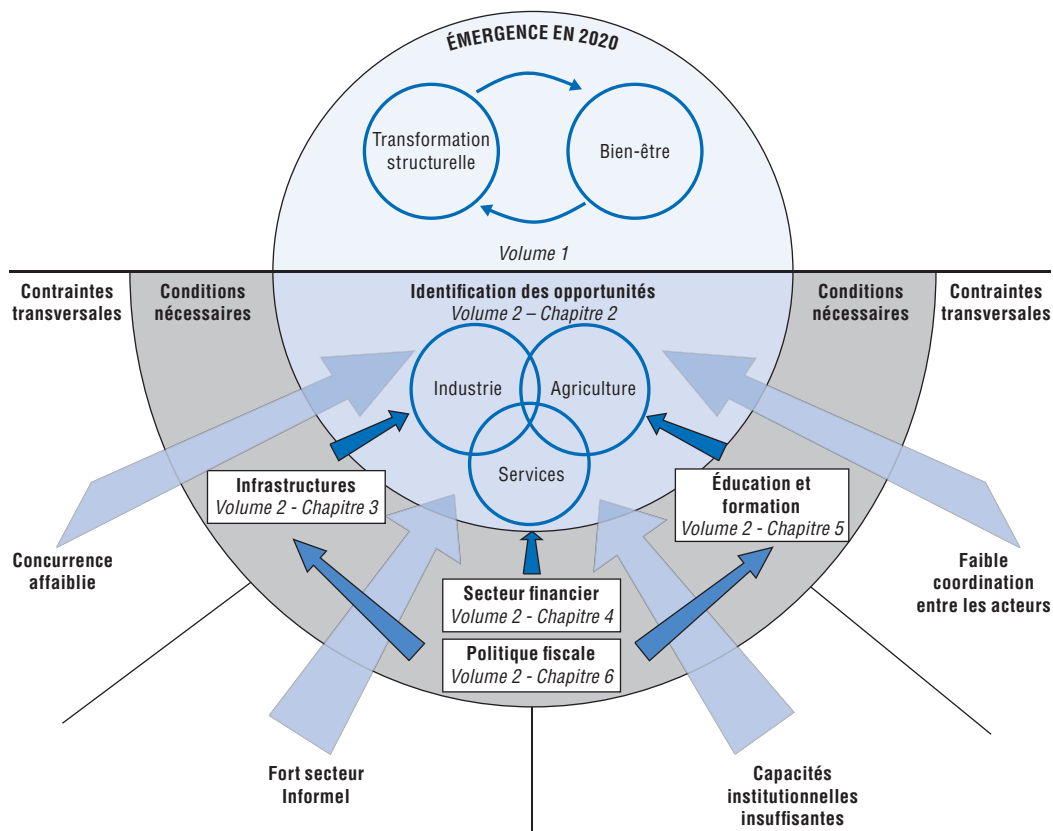 ÉMERGENCE EN 2020
Transformation
structurelle
Bien-être
Volume 1
Contraintes
transversales
Conditions
nécessaires
Identification des opportunités
Volume 2 – Chapitre 2
Conditions
nécessaires
Contraintes
transversales
Industrie
Agriculture
Services
Infrastructures
Volume 2 - Chapitre 3
Éducation et
formation
Volume 2 - Chapitre 5
Concurrence
affaiblie
Secteur financier
Volume 2 - Chapitre 4
Faible
coordination
entre les acteurs
Politique fiscale
Volume 2 - Chapitre 6
Fort secteur
Informel
Capacités
institutionnelles
insuffisantes